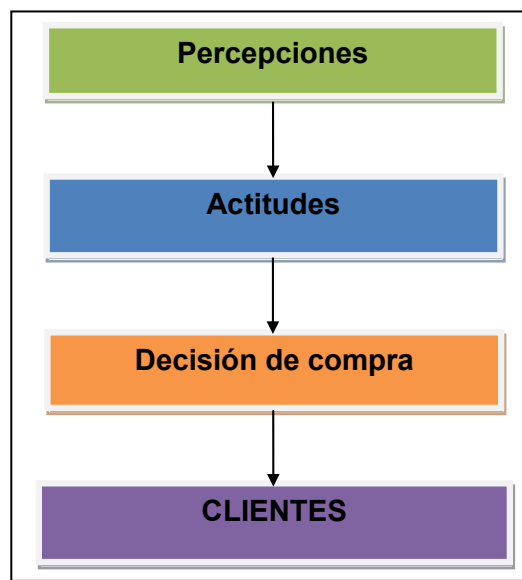 Percepciones
Actitudes
Decisión de compra
CLIENTES